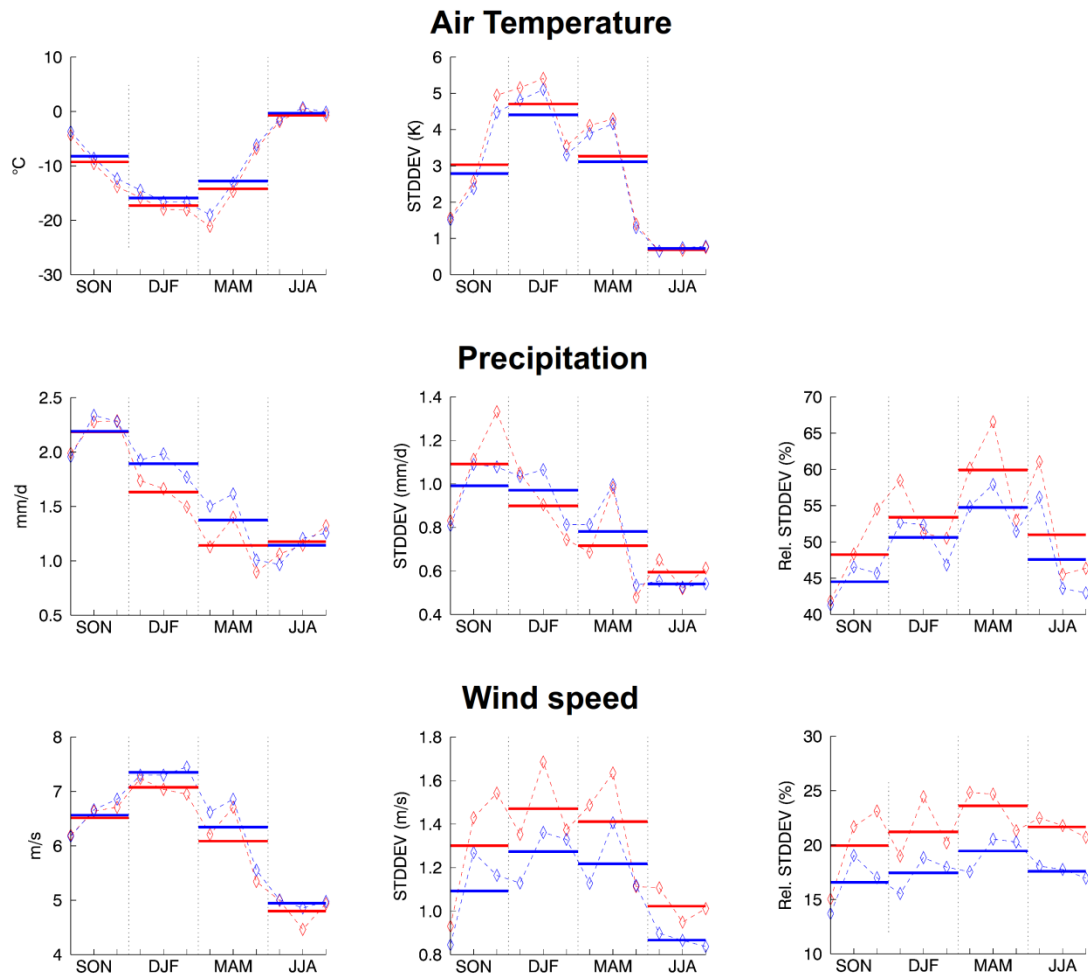 Air Temperature
10
0
-10
-20
-30
°C
SON DJF MAM JJA
6
5
4
3
2
1
0
STDDEV (K)
SON DJF MAM JJA
Precipitation
2.5
2.0
1.5
1.0
0.5
mm/d
SON DJF MAM JJA
1.4
1.2
1.0
0.8
0.6
0.4
STDDEV (mm/d)
SON DJF MAM JJA
70
65
60
55
50
45
40
Rel. STDDEV (%)
SON DJF MAM JJA
Wind speed
8
7
6
5
4
m/s
SON DJF MAM JJA
1.8
1.6
1.4
1.2
1.0
0.8
STDDEV (m/s)
SON DJF MAM JJA
30
25
20
15
10
Rel. STDDEV (%)
SON DJF MAM JJA